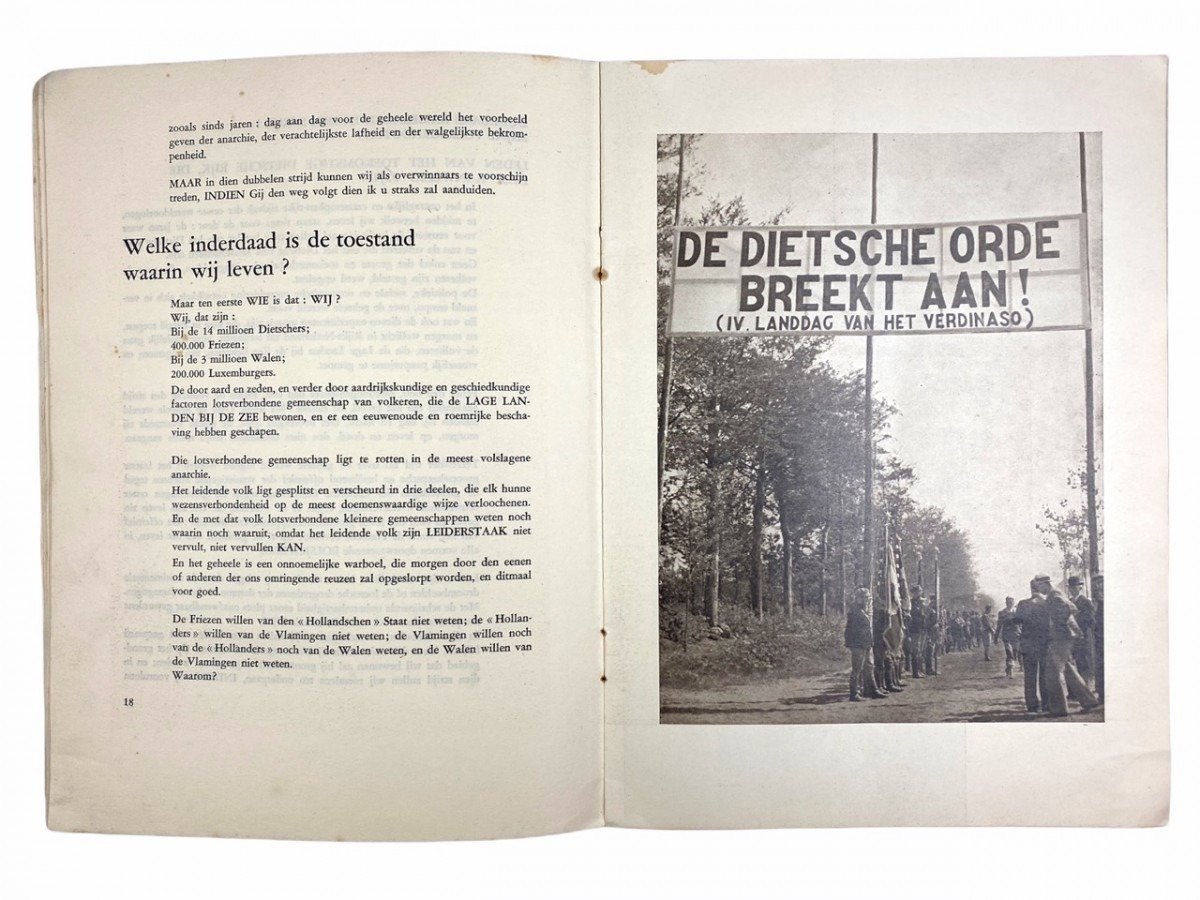 zooals sinds jaren : dag aan dag voor de geheele wereld het voorbeeld
geven der anarchie, der verachtelijkste lafheid en der walgelijkste bekrom-
penheid.
MAAR in dien dubbelen strijd kunnen wij als overwinnaars te voorschijn
treden, INDIEN Gij den weg volgt dien ik u straks zal aanduiden.
Welke inderdaad is de toestand
waarin wij leven ?
Maar ten eerste WIE is dat : WIJ ?
Wij, dat zijn :
Bij de 14 millioen Dietschers;
400.000 Friezen;
Bij de 3 millioen Walen;
200.000 Luxemburgers.
De door aard en zeden, en verder door aardrijkskundige en geschiedkundige
factoren lotsverbondene gemeenschap van volkeren, die de LAGE LAN-
DEN BIJ DE ZEE bewonen, en er een eeuwenoude en roemrijke bescha-
ving hebben geschapen.
Die lotsverbondene gemeenschap ligt te rotten in de meest volslagene
anarchie.
Het leidende volk ligt gesplitst en verscheurd in drie deelen, die elk hunne
wezensverbondenheid op de meest doemenswaardige wijze verloochenen.
En de met dat volk lotsverbondene kleinere gemeenschappen weten noch
waarin noch waaruit, omdat het leidende volk zijn LEIDERSTAAK niet
vervult, niet vervullen KAN.
En het geheele is een onnoemelijke warboel, die morgen door den eenen
of anderen der ons omringende reuzen zal opgeslorpt worden, en ditmaal
voor goed.
De Friezen willen van den « Hollandschen » Staat niet weten; de « Hollan-
ders » willen van de Vlamingen niet weten; de Vlamingen willen noch
van de « Hollanders » noch van de Walen weten, en de Walen willen van
de Vlamingen niet weten.
Waarom?
18
DE DIETSCHE ORDE
BREEKT AAN!
(IV. LANDDAG VAN HET VERDINASO)